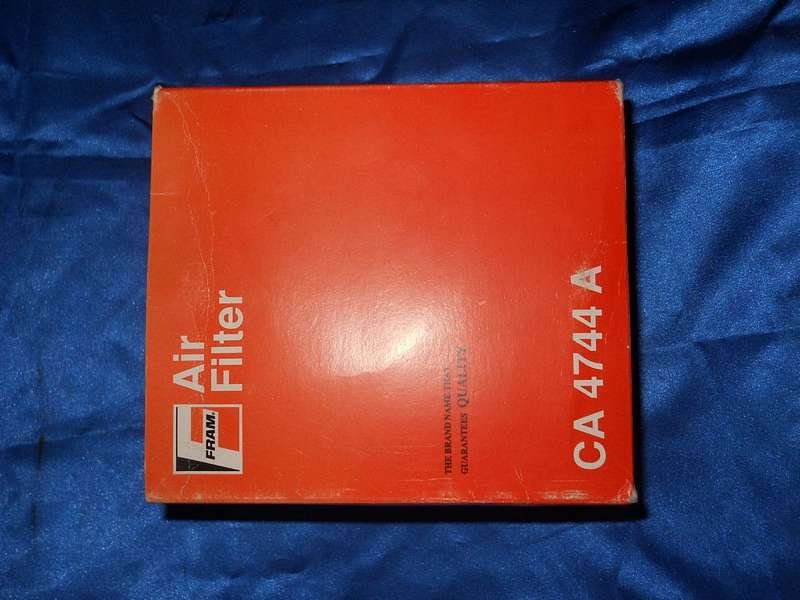 FRAM.
Air
Filter
THE BRAND NAME THAT
GUARANTEES QUALITY
CA 4744 A